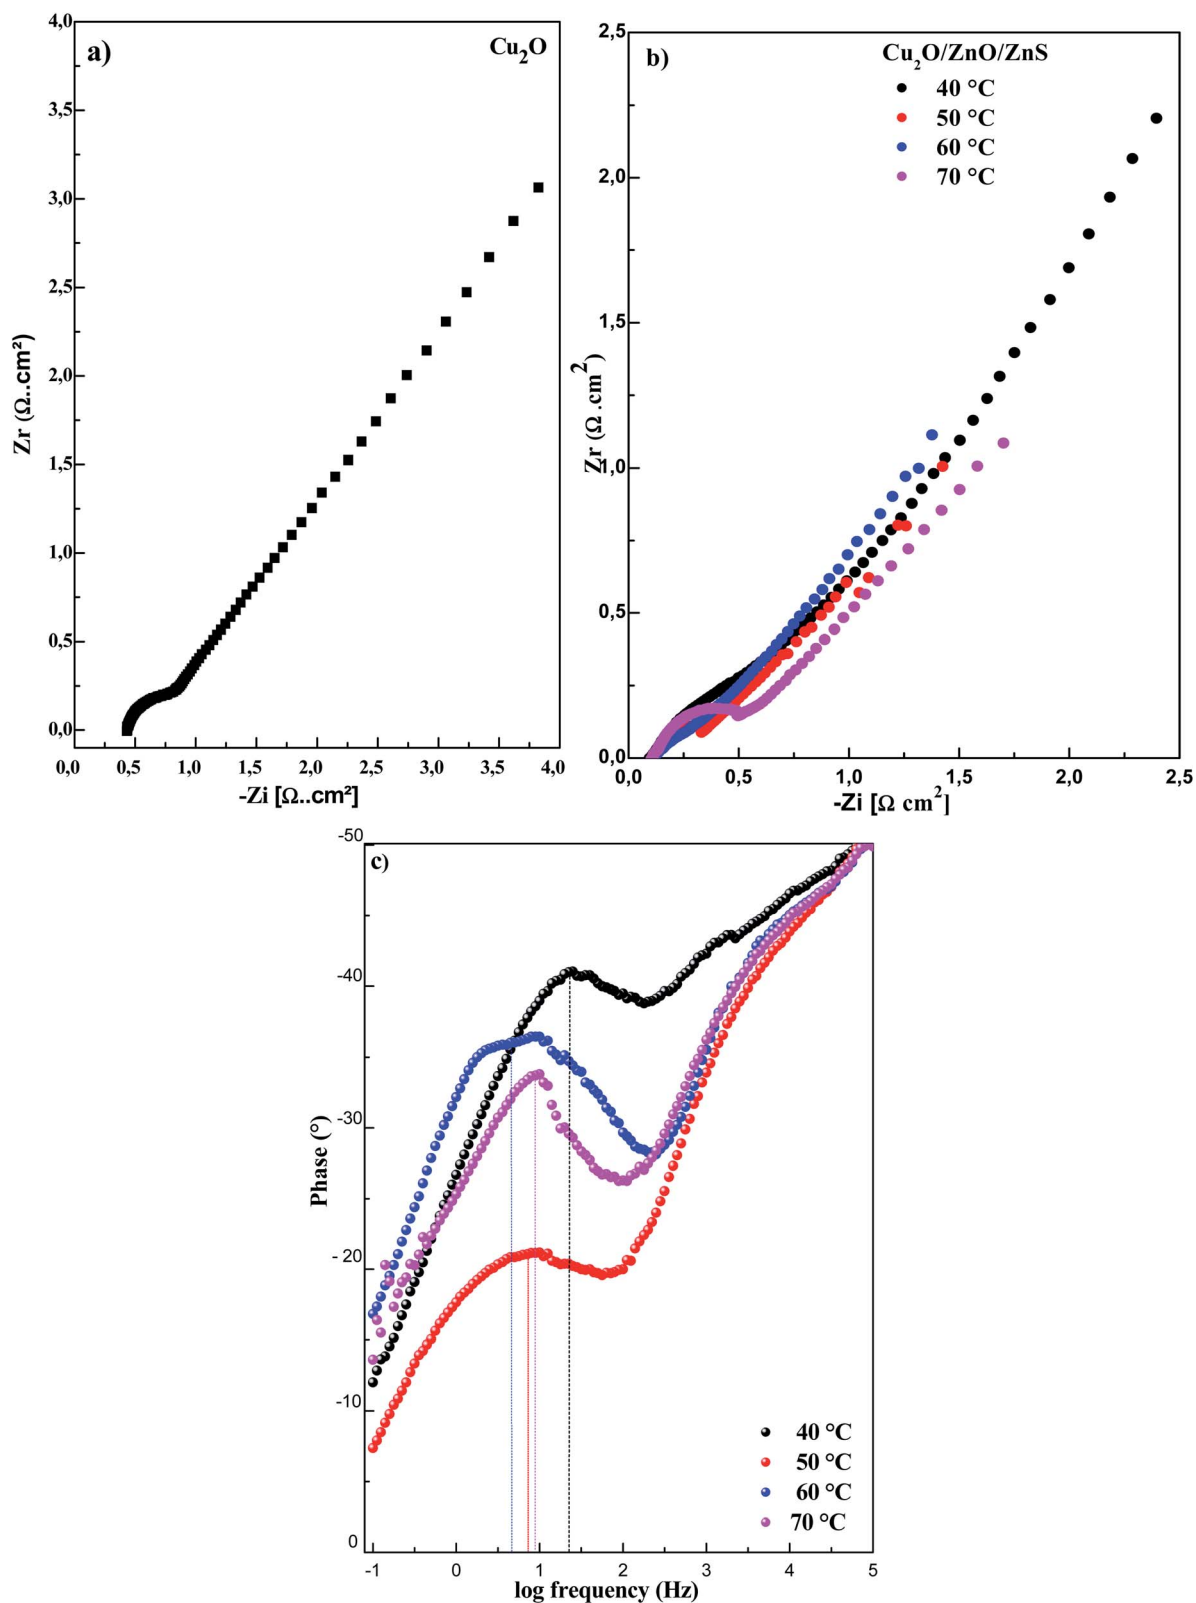 a)
Cu₂O
4,0
3,5
3,0
2,5
2,0
1,5
1,0
0,5
0,0
Zr (Ω..cm²)
0,0 0,5 1,0 1,5 2,0 2,5 3,0 3,5 4,0
-Zi [Ω..cm²]
b)
Cu₂O/ZnO/ZnS
40 °C
50 °C
60 °C
70 °C
2,5
2,0
1,5
1,0
0,5
0,0
Zr (Ω .cm²)
0,0 0,5 1,0 1,5 2,0 2,5
-Zi [Ω cm²]
c)
-50
-40
-30
-20
-10
0
Phase (°)
40 °C
50 °C
60 °C
70 °C
-1 0 1 2 3 4 5
log frequency (Hz)